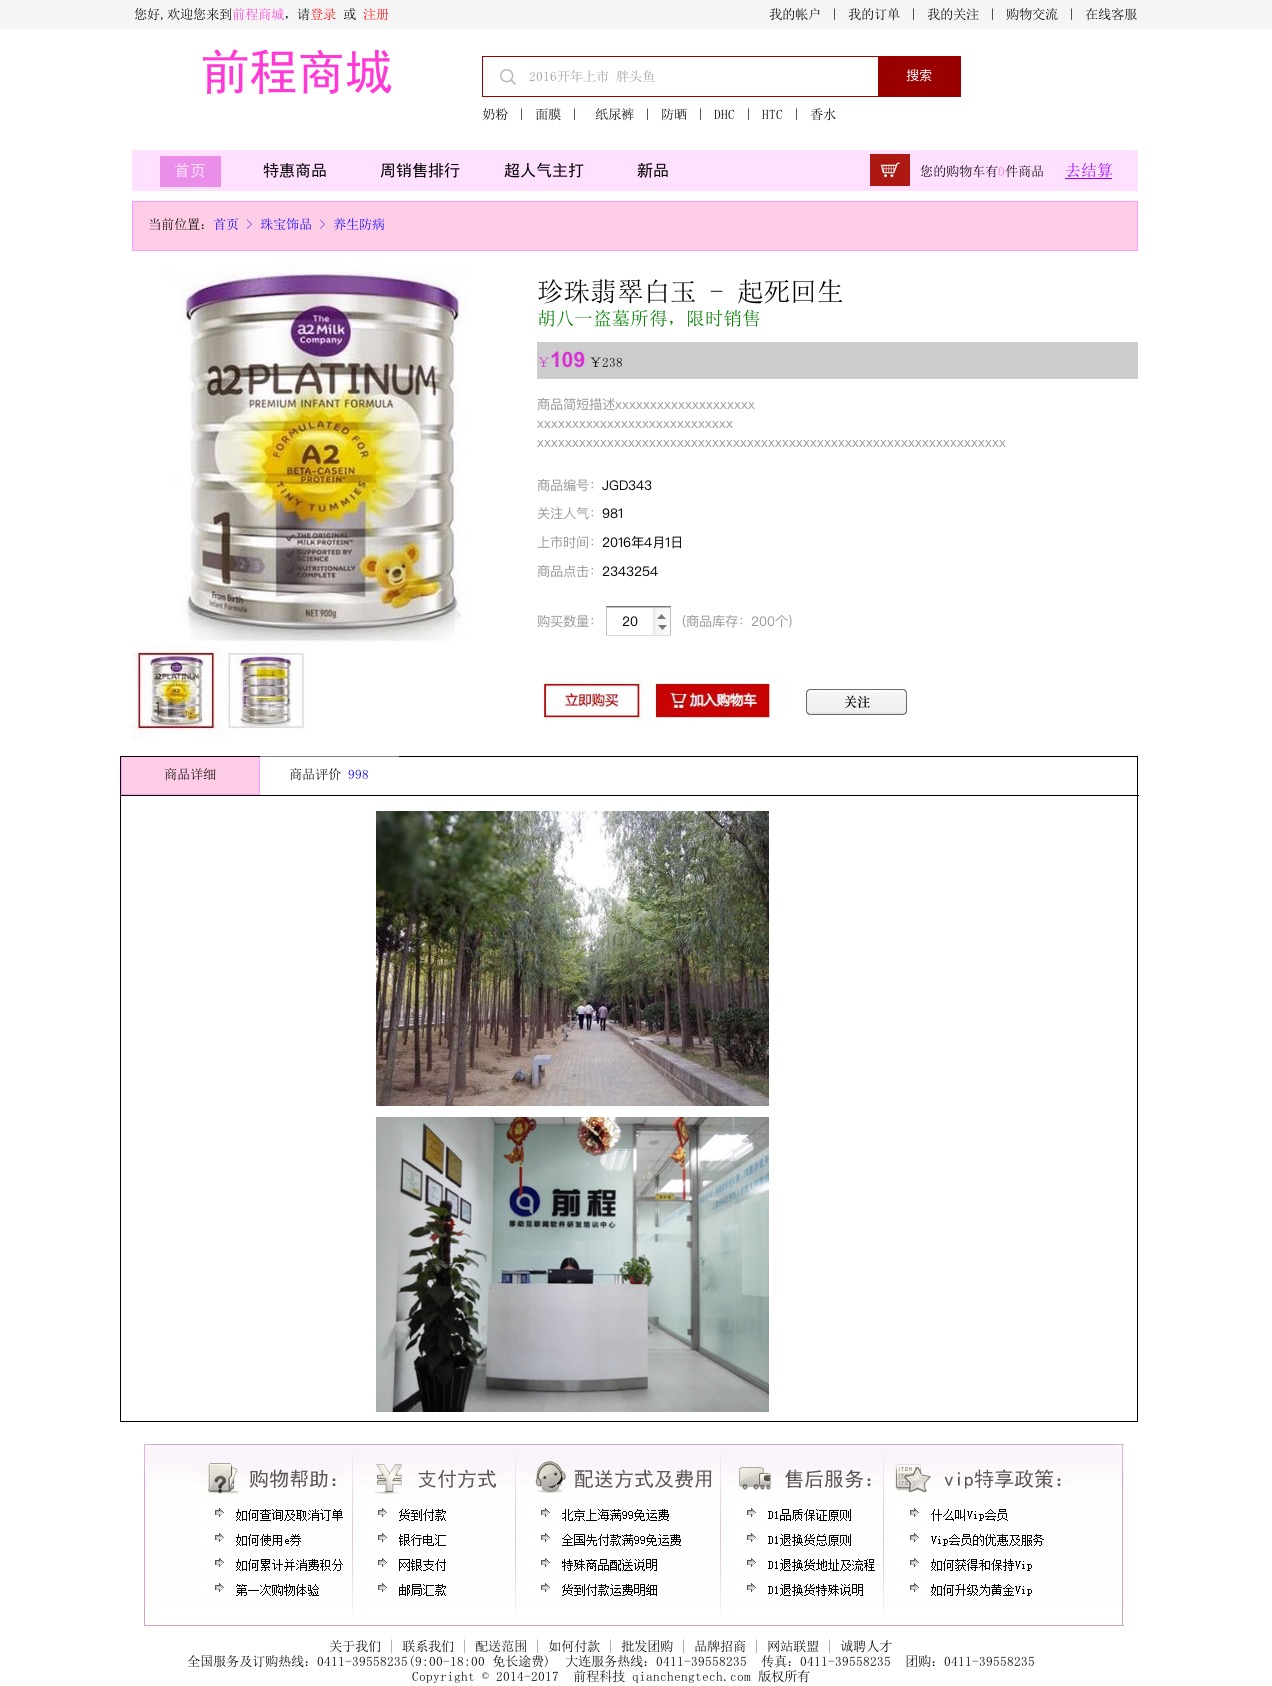 您好,欢迎您来到前程商城，请登录 或 注册
我的帐户 | 我的订单 | 我的关注 | 购物交流 | 在线客服
前程商城
2016开年上市 胖头鱼
搜索
奶粉 | 面膜 | 纸尿裤 | 防晒 | DHC | HTC | 香水
首页 特惠商品 周销售排行 超人气主打 新品
您的购物车有0件商品 去结算
当前位置：首页 > 珠宝饰品 > 养生防病
The
a2 Milk
Company
a2 PLATINUM
PREMIUM INFANT FORMULA
FORMULATED FOR
A2
BETA-CASEIN
PROTEIN
TINY TUMMIES
1
2 3
THE ORIGINAL
MILK PROTEIN
SUPPORTED BY
SCIENCE
NUTRITIONALLY
COMPLETE
From Birth
Infant Formula
NET 900g
珍珠翡翠白玉 - 起死回生
胡八一盗墓所得，限时销售
￥109 ￥238
商品简短描述xxxxxxxxxxxxxxxxxxxx
xxxxxxxxxxxxxxxxxxxxxxxxxxxx
xxxxxxxxxxxxxxxxxxxxxxxxxxxxxxxxxxxxxxxxxxxxxxxxxxxxxxxxxxxxxxxxxxx
商品编号：JGD343
关注人气：981
上市时间：2016年4月1日
商品点击：2343254
购买数量： 20 (商品库存：200个)
立即购买 加入购物车 关注
商品详细 商品评价 998
前程
移动互联网软件研发培训中心
购物帮助：
如何查询及取消订单
如何使用e券
如何累计并消费积分
第一次购物体验
支付方式
货到付款
银行电汇
网银支付
邮局汇款
配送方式及费用
北京上海满99免运费
全国先付款满99免运费
特殊商品配送说明
货到付款运费明细
售后服务：
D1品质保证原则
D1退换货总原则
D1退换货地址及流程
D1退换货特殊说明
ITEM
vip特享政策：
什么叫Vip会员
Vip会员的优惠及服务
如何获得和保持Vip
如何升级为黄金Vip
关于我们 | 联系我们 | 配送范围 | 如何付款 | 批发团购 | 品牌招商 | 网站联盟 | 诚聘人才
全国服务及订购热线：0411-39558235(9:00-18:00 免长途费) 大连服务热线：0411-39558235 传真：0411-39558235 团购：0411-39558235
Copyright © 2014-2017 前程科技 qianchengtech.com 版权所有